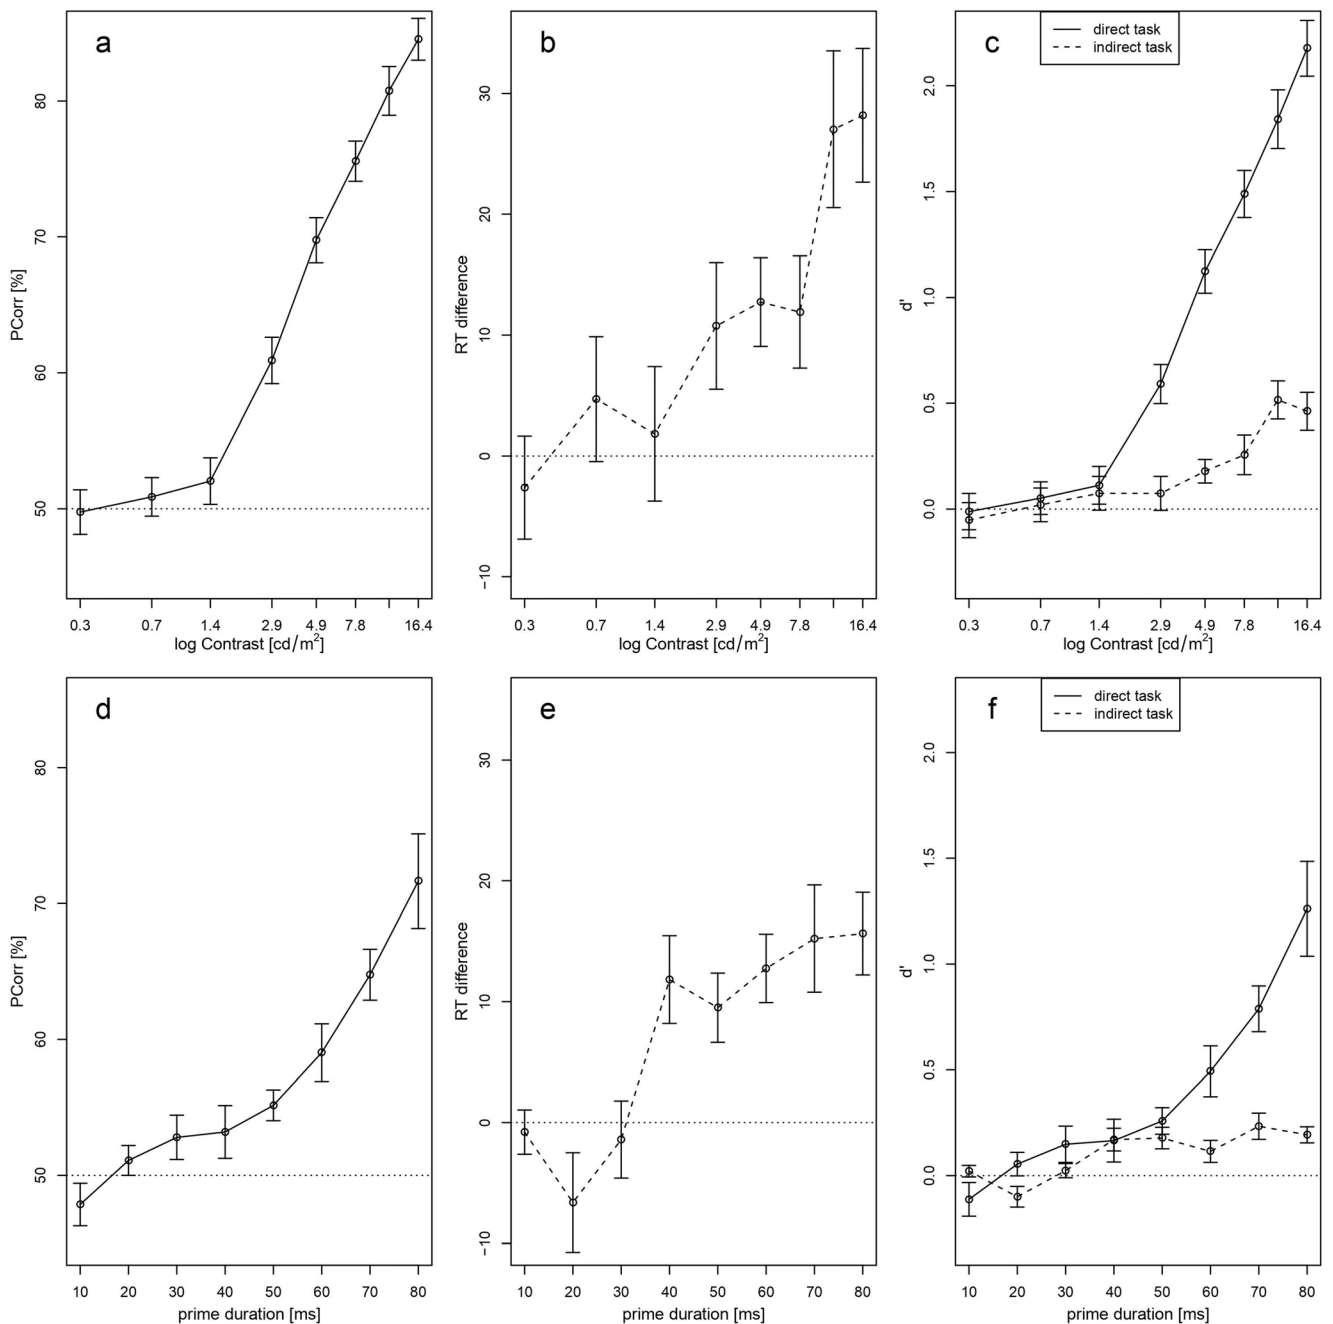 a
PCorr [%]
80
70
60
50
0.3 0.7 1.4 2.9 4.9 7.8 16.4
log Contrast [cd/m²]
b
RT difference
30
20
10
0
−10
0.3 0.7 1.4 2.9 4.9 7.8 16.4
log Contrast [cd/m²]
c
direct task
indirect task
d'
2.0
1.5
1.0
0.5
0.0
0.3 0.7 1.4 2.9 4.9 7.8 16.4
log Contrast [cd/m²]
d
PCorr [%]
80
70
60
50
10 20 30 40 50 60 70 80
prime duration [ms]
e
RT difference
30
20
10
0
−10
10 20 30 40 50 60 70 80
prime duration [ms]
f
direct task
indirect task
d'
2.0
1.5
1.0
0.5
0.0
10 20 30 40 50 60 70 80
prime duration [ms]